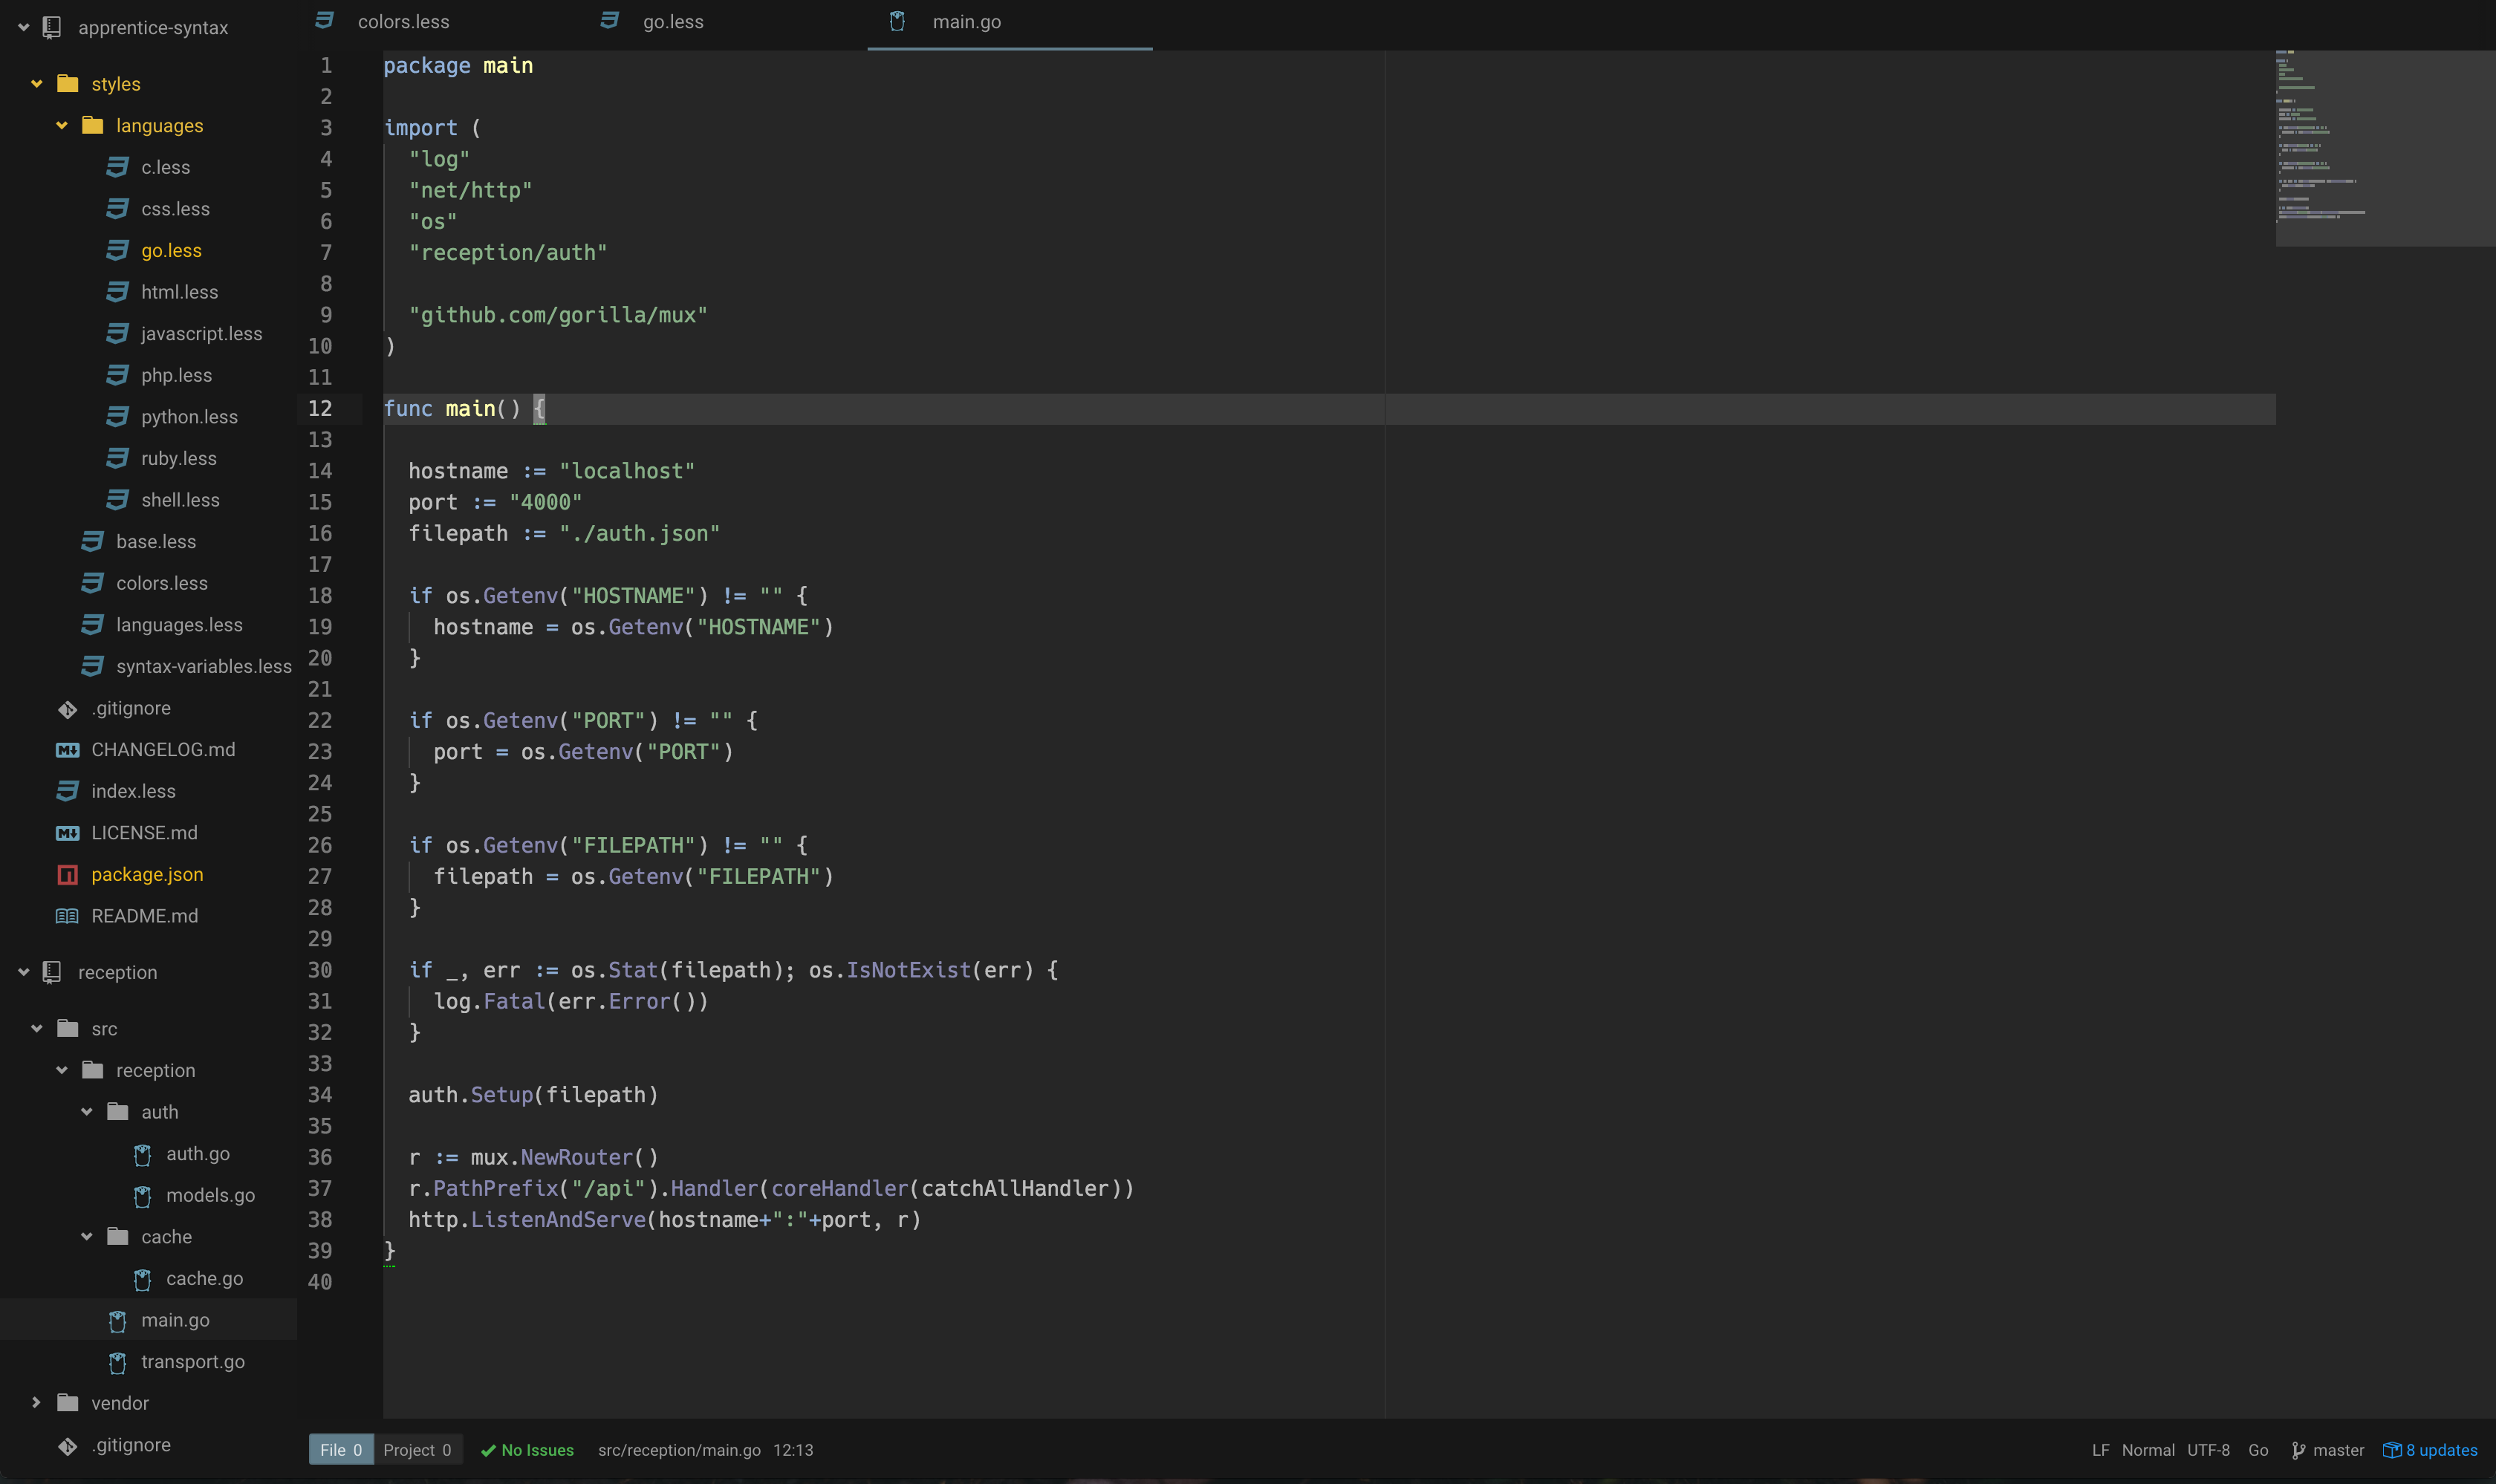 apprentice-syntax
styles
languages
c.less
css.less
go.less
html.less
javascript.less
php.less
python.less
ruby.less
shell.less
base.less
colors.less
languages.less
syntax-variables.less
.gitignore
CHANGELOG.md
index.less
LICENSE.md
package.json
README.md
reception
src
reception
auth
auth.go
models.go
cache
cache.go
main.go
transport.go
vendor
.gitignore
colors.less go.less main.go
1 package main
2
3 import (
4 "log"
5 "net/http"
6 "os"
7 "reception/auth"
8
9 "github.com/gorilla/mux"
10 )
11
12 func main() {
13
14 hostname := "localhost"
15 port := "4000"
16 filepath := "./auth.json"
17
18 if os.Getenv("HOSTNAME") != "" {
19 hostname = os.Getenv("HOSTNAME")
20 }
21
22 if os.Getenv("PORT") != "" {
23 port = os.Getenv("PORT")
24 }
25
26 if os.Getenv("FILEPATH") != "" {
27 filepath = os.Getenv("FILEPATH")
28 }
29
30 if _, err := os.Stat(filepath); os.IsNotExist(err) {
31 log.Fatal(err.Error())
32 }
33
34 auth.Setup(filepath)
35
36 r := mux.NewRouter()
37 r.PathPrefix("/api").Handler(coreHandler(catchAllHandler))
38 http.ListenAndServe(hostname+":"+port, r)
39 }
40
File 0 Project 0 No Issues src/reception/main.go 12:13 LF Normal UTF-8 Go master 8 updates